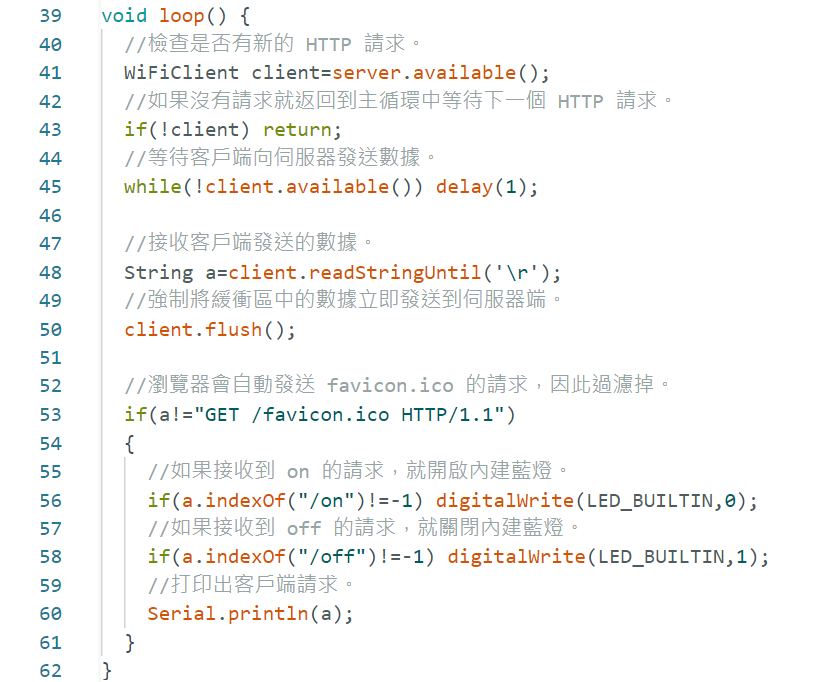 39 void loop() {
40   //檢查是否有新的 HTTP 請求。
41   WiFiClient client=server.available();
42   //如果沒有請求就返回到主循環中等待下一個 HTTP 請求。
43   if(!client) return;
44   //等待客戶端向伺服器發送數據。
45   while(!client.available()) delay(1);
46
47   //接收客戶端發送的數據。
48   String a=client.readStringUntil('\r');
49   //強制將緩衝區中的數據立即發送到伺服器端。
50   client.flush();
51
52   //瀏覽器會自動發送 favicon.ico 的請求，因此過濾掉。
53   if(a!="GET /favicon.ico HTTP/1.1")
54   {
55     //如果接收到 on 的請求，就開啟內建藍燈。
56     if(a.indexOf("/on")!=-1) digitalWrite(LED_BUILTIN,0);
57     //如果接收到 off 的請求，就關閉內建藍燈。
58     if(a.indexOf("/off")!=-1) digitalWrite(LED_BUILTIN,1);
59     //打印出客戶端請求。
60     Serial.println(a);
61   }
62 }